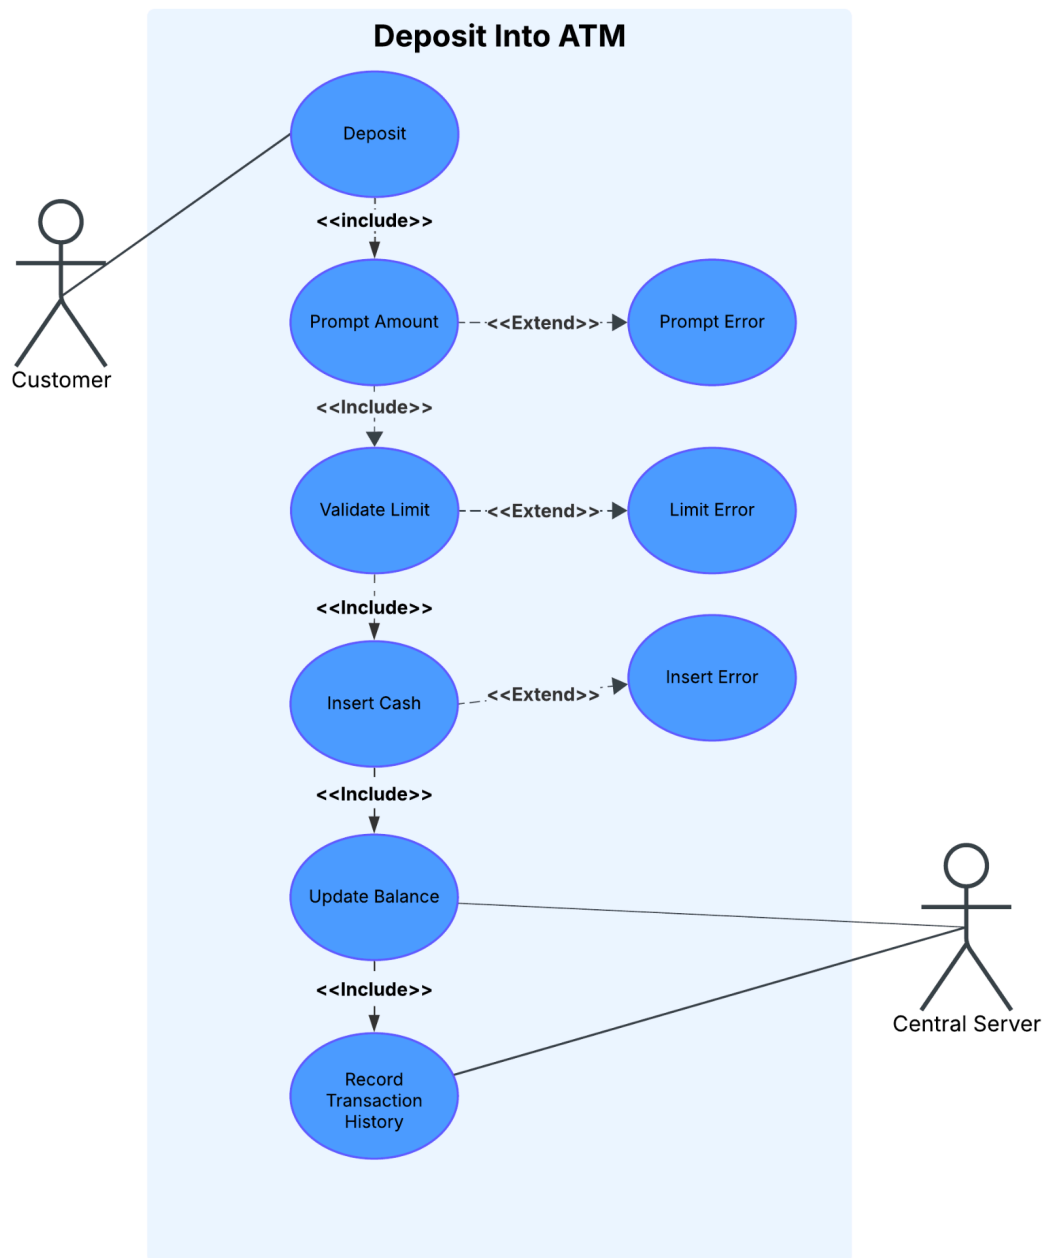 Deposit Into ATM
Deposit
<<include>>
Customer
Prompt Amount
<<Extend>>
Prompt Error
<<Include>>
Validate Limit
<<Extend>>
Limit Error
<<Include>>
Insert Cash
<<Extend>>
Insert Error
<<Include>>
Update Balance
<<Include>>
Central Server
Record
Transaction
History